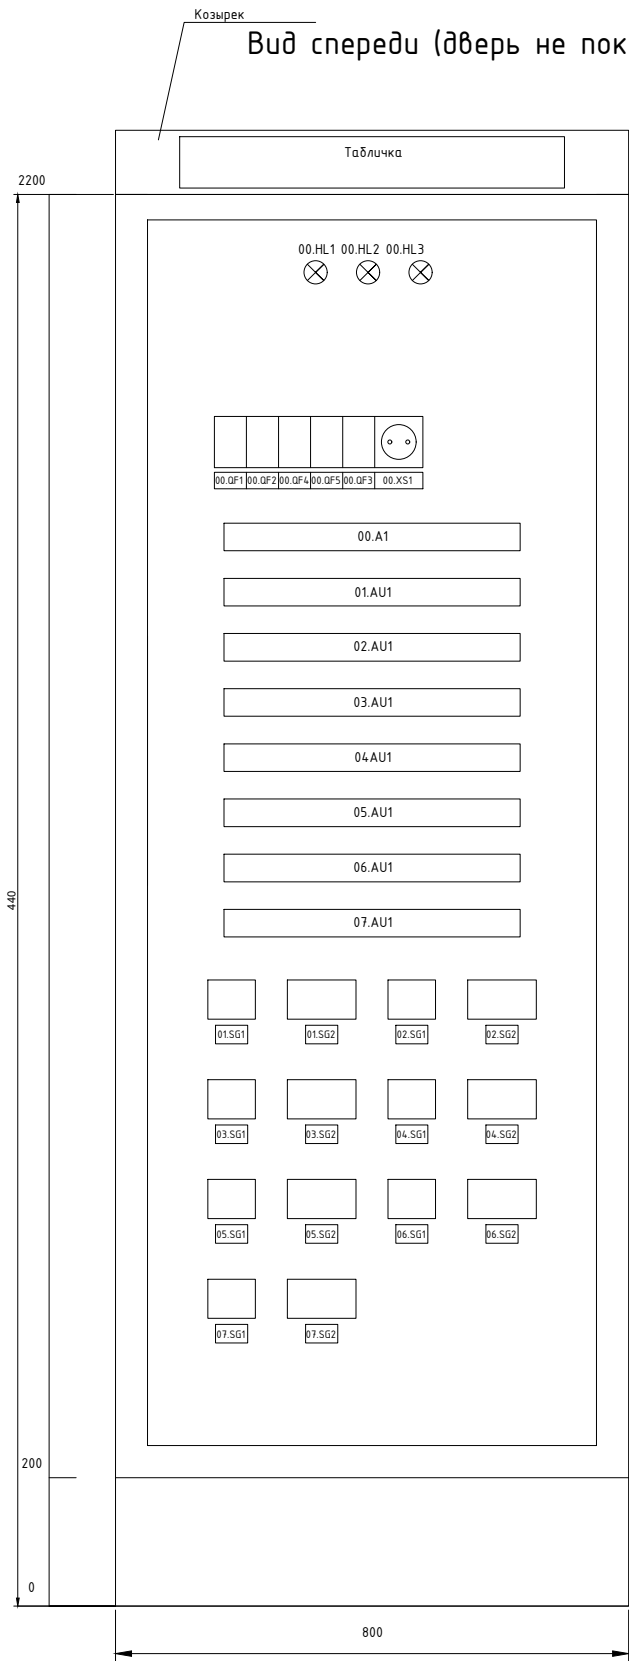 Козырек
Вид спереди (дверь не пок
Табличка
2200
00.HL1 00.HL2 00.HL3
00.QF1 00.QF2 00.QF4 00.QF5 00.QF3 00.XS1
00.A1
01.AU1
02.AU1
03.AU1
04AU1
05.AU1
06.AU1
07.AU1
440
01.SG1 01.SG2 02.SG1 02.SG2
03.SG1 03.SG2 04.SG1 04.SG2
05.SG1 05.SG2 06.SG1 06.SG2
07.SG1 07.SG2
200
0
800